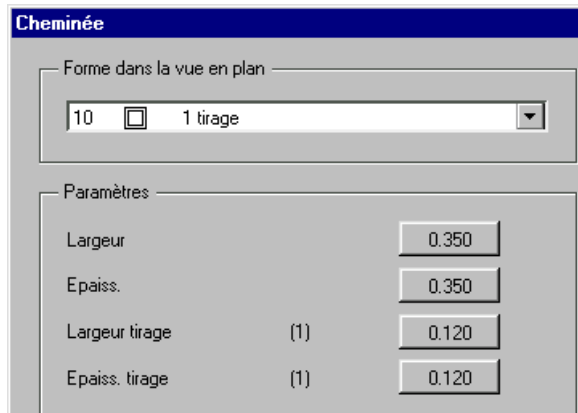 Cheminée
Forme dans la vue en plan
10 1 tirage
Paramètres
Largeur 0.350
Epaiss. 0.350
Largeur tirage (1) 0.120
Epaiss. tirage (1) 0.120